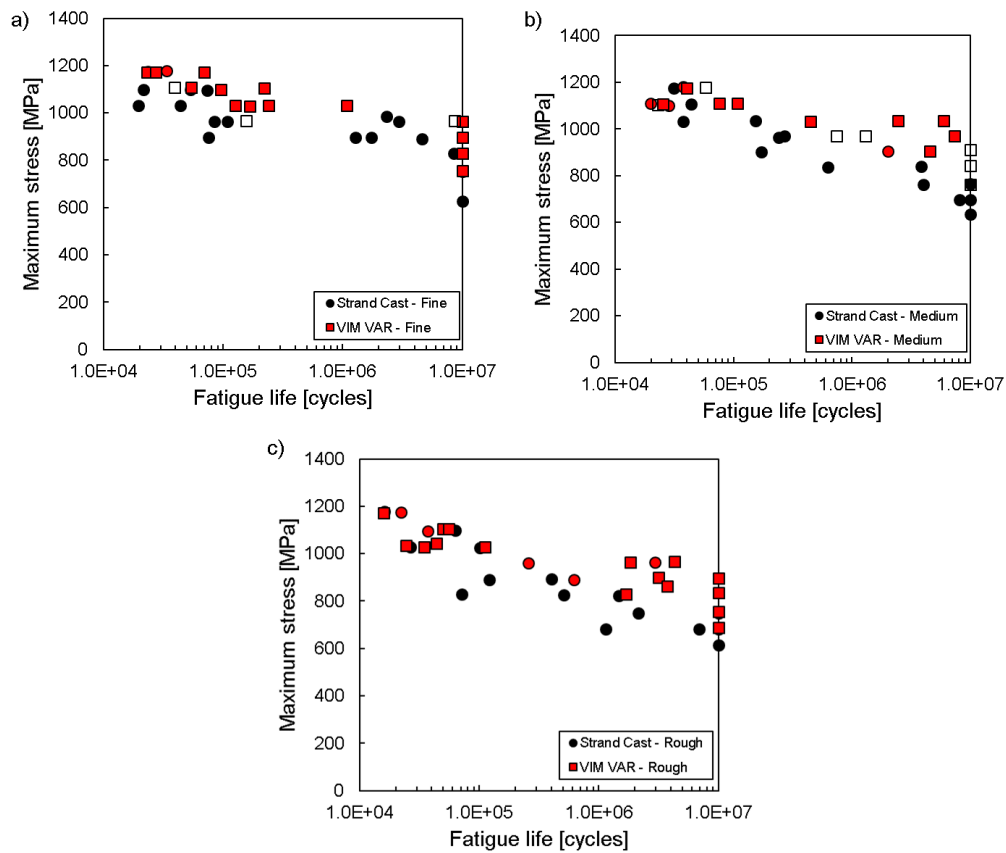 a)
Maximum stress [MPa]
1400
1200
1000
800
600
400
200
0
Strand Cast - Fine
VIM VAR - Fine
1.0E+04 1.0E+05 1.0E+06 1.0E+07
Fatigue life [cycles]
b)
Maximum stress [MPa]
1400
1200
1000
800
600
400
200
0
Strand Cast - Medium
VIM VAR - Medium
1.0E+04 1.0E+05 1.0E+06 1.0E+07
Fatigue life [cycles]
c)
Maximum stress [MPa]
1400
1200
1000
800
600
400
200
0
Strand Cast - Rough
VIM VAR - Rough
1.0E+04 1.0E+05 1.0E+06 1.0E+07
Fatigue life [cycles]